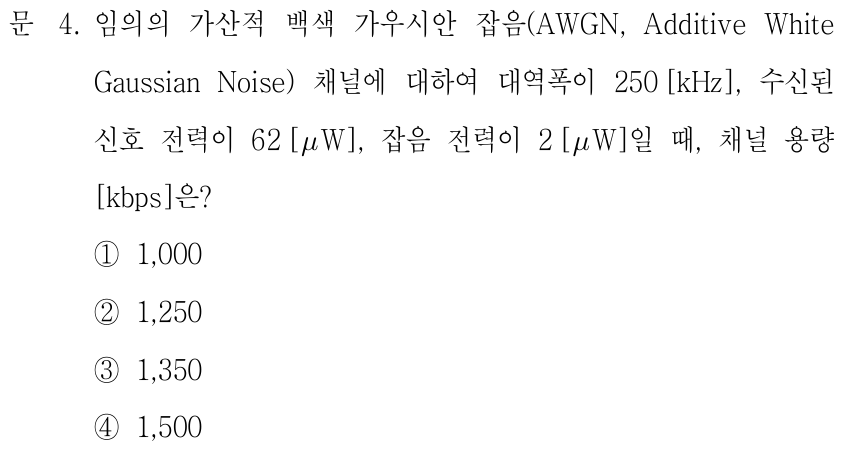 문 4. 임의의 가산적 백색 가우시안 잡음(AWGN, Additive White
Gaussian Noise) 채널에 대하여 대역폭이 250 [kHz], 수신된
신호 전력이 62 [μW], 잡음 전력이 2 [μW]일 때, 채널 용량
[kbps]은?
① 1,000
② 1,250
③ 1,350
④ 1,500